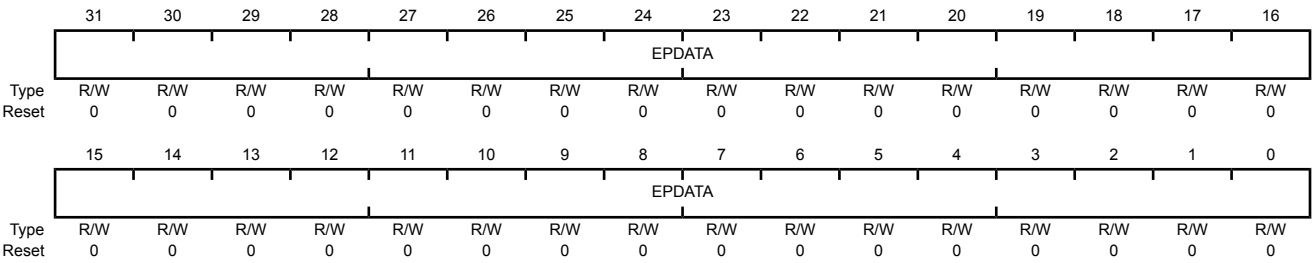 31 30 29 28 27 26 25 24 23 22 21 20 19 18 17 16
EPDATA
Type R/W R/W R/W R/W R/W R/W R/W R/W R/W R/W R/W R/W R/W R/W R/W R/W
Reset 0 0 0 0 0 0 0 0 0 0 0 0 0 0 0 0
15 14 13 12 11 10 9 8 7 6 5 4 3 2 1 0
EPDATA
Type R/W R/W R/W R/W R/W R/W R/W R/W R/W R/W R/W R/W R/W R/W R/W R/W
Reset 0 0 0 0 0 0 0 0 0 0 0 0 0 0 0 0